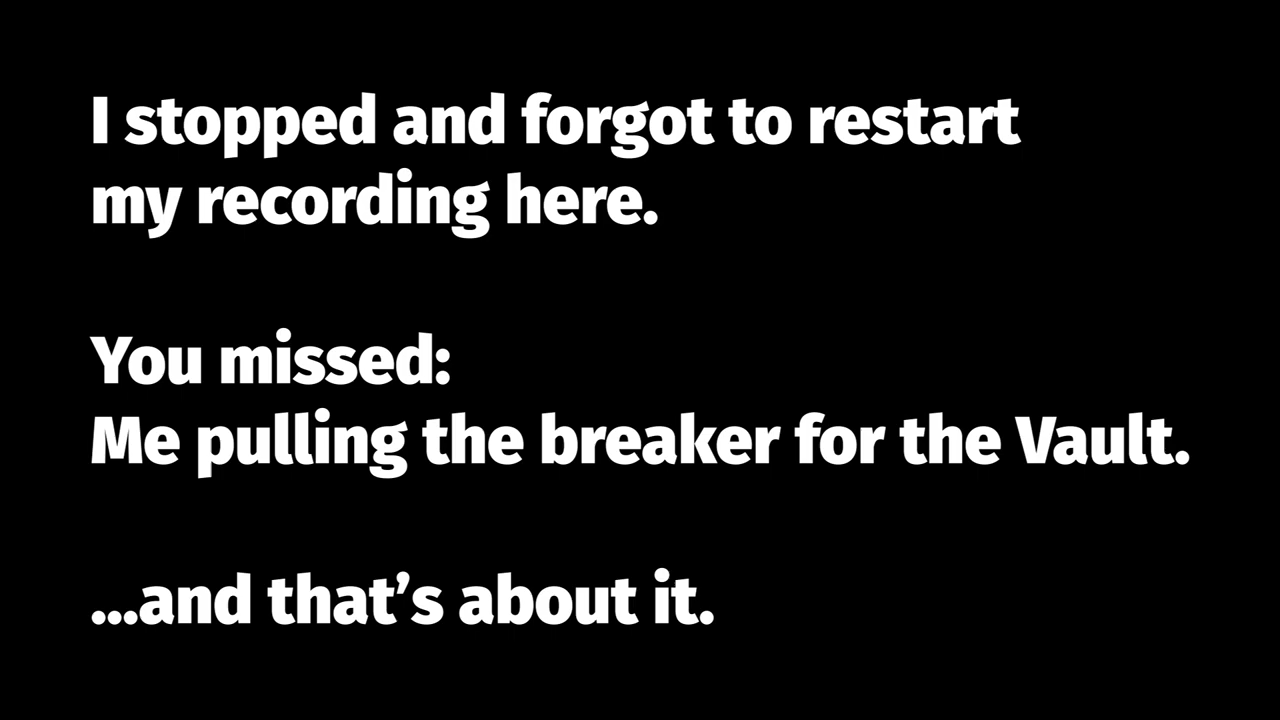 I stopped and forgot to restart
my recording here.
You missed:
Me pulling the breaker for the Vault.
...and that’s about it.